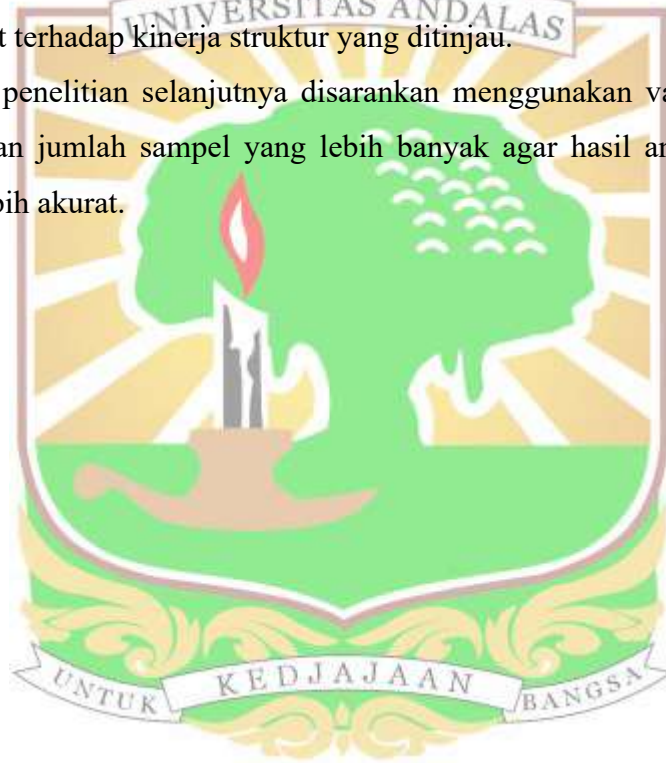 UNIVERSITAS ANDALAS
t terhadap kinerja struktur yang ditinjau.
penelitian selanjutnya disarankan menggunakan va
an jumlah sampel yang lebih banyak agar hasil an
bih akurat.
UNTUK KEDJAJAAN BANGSA